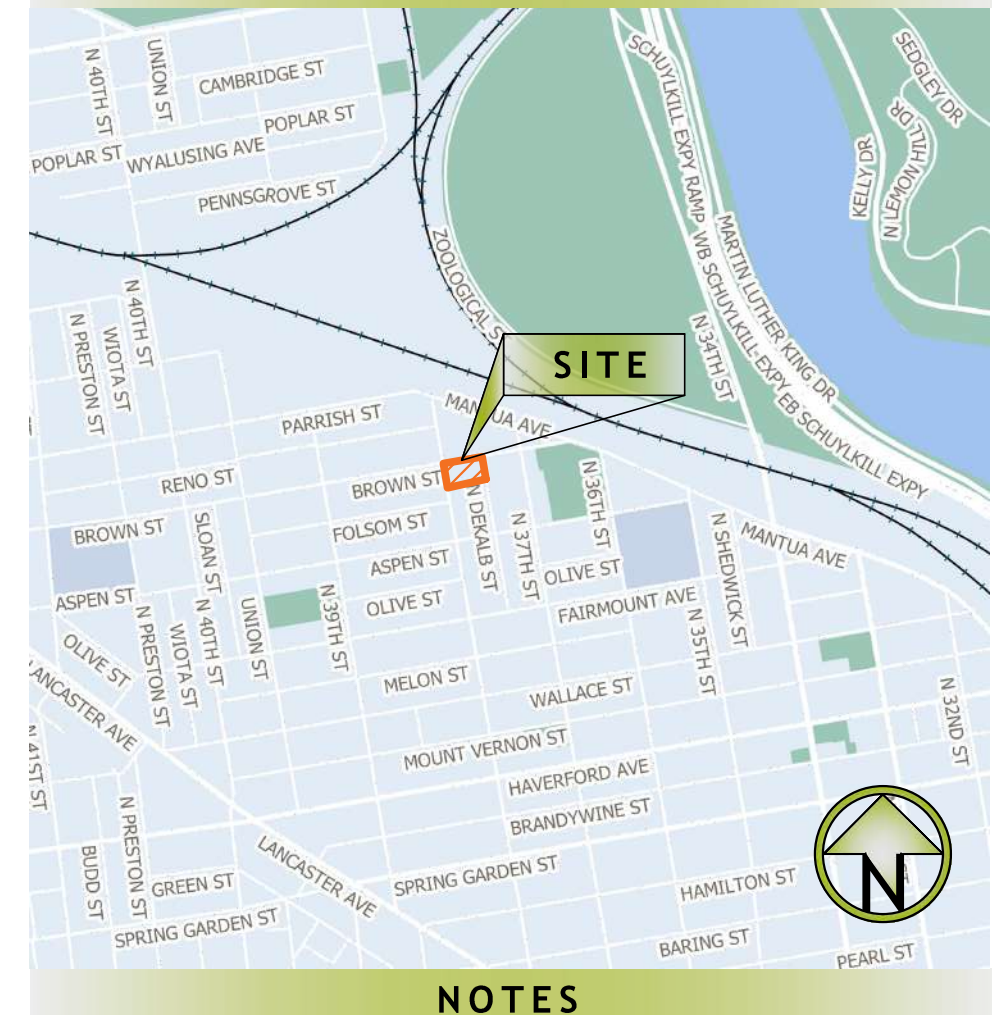 N 40TH ST
UNION ST
CAMBRIDGE ST
SCHUYLKILL EXPY RAMP WB
SEDGLEY DR
POPLAR ST
N LEMON HILL DR
POPLAR ST
WYALUSING AVE
PENNSGROVE ST
KELLY DR
ZOOLOGICAL
MARTIN LUTHER KING DR
SCHUYLKILL EXPY
EB SCHUYLKILL EXPY
N 40TH ST
N PRESTON ST
WIOTA ST
N 34TH ST
SITE
PARRISH ST
MANTUA AVE
RENO ST
BROWN ST
N 36TH ST
BROWN ST
SLOAN ST
FOLSOM ST
N DEKALB ST
N 37TH ST
N SHEDWICK ST
MANTUA AVE
ASPEN ST
OLIVE ST
ASPEN ST
OLIVE ST
FAIRMOUNT AVE
N PRESTON ST
WIOTA ST
N 40TH ST
UNION ST
N 39TH ST
N 35TH ST
OLIVE ST
MELON ST
WALLACE ST
N 32ND ST
LANCASTER AVE
MOUNT VERNON ST
N 41ST ST
HAVERFORD AVE
BRANDYWINE ST
N PRESTON ST
BUDD ST
GREEN ST
LANCASTER AVE
SPRING GARDEN ST
HAMILTON ST
N
SPRING GARDEN ST
BARING ST
PEARL ST
NOTES